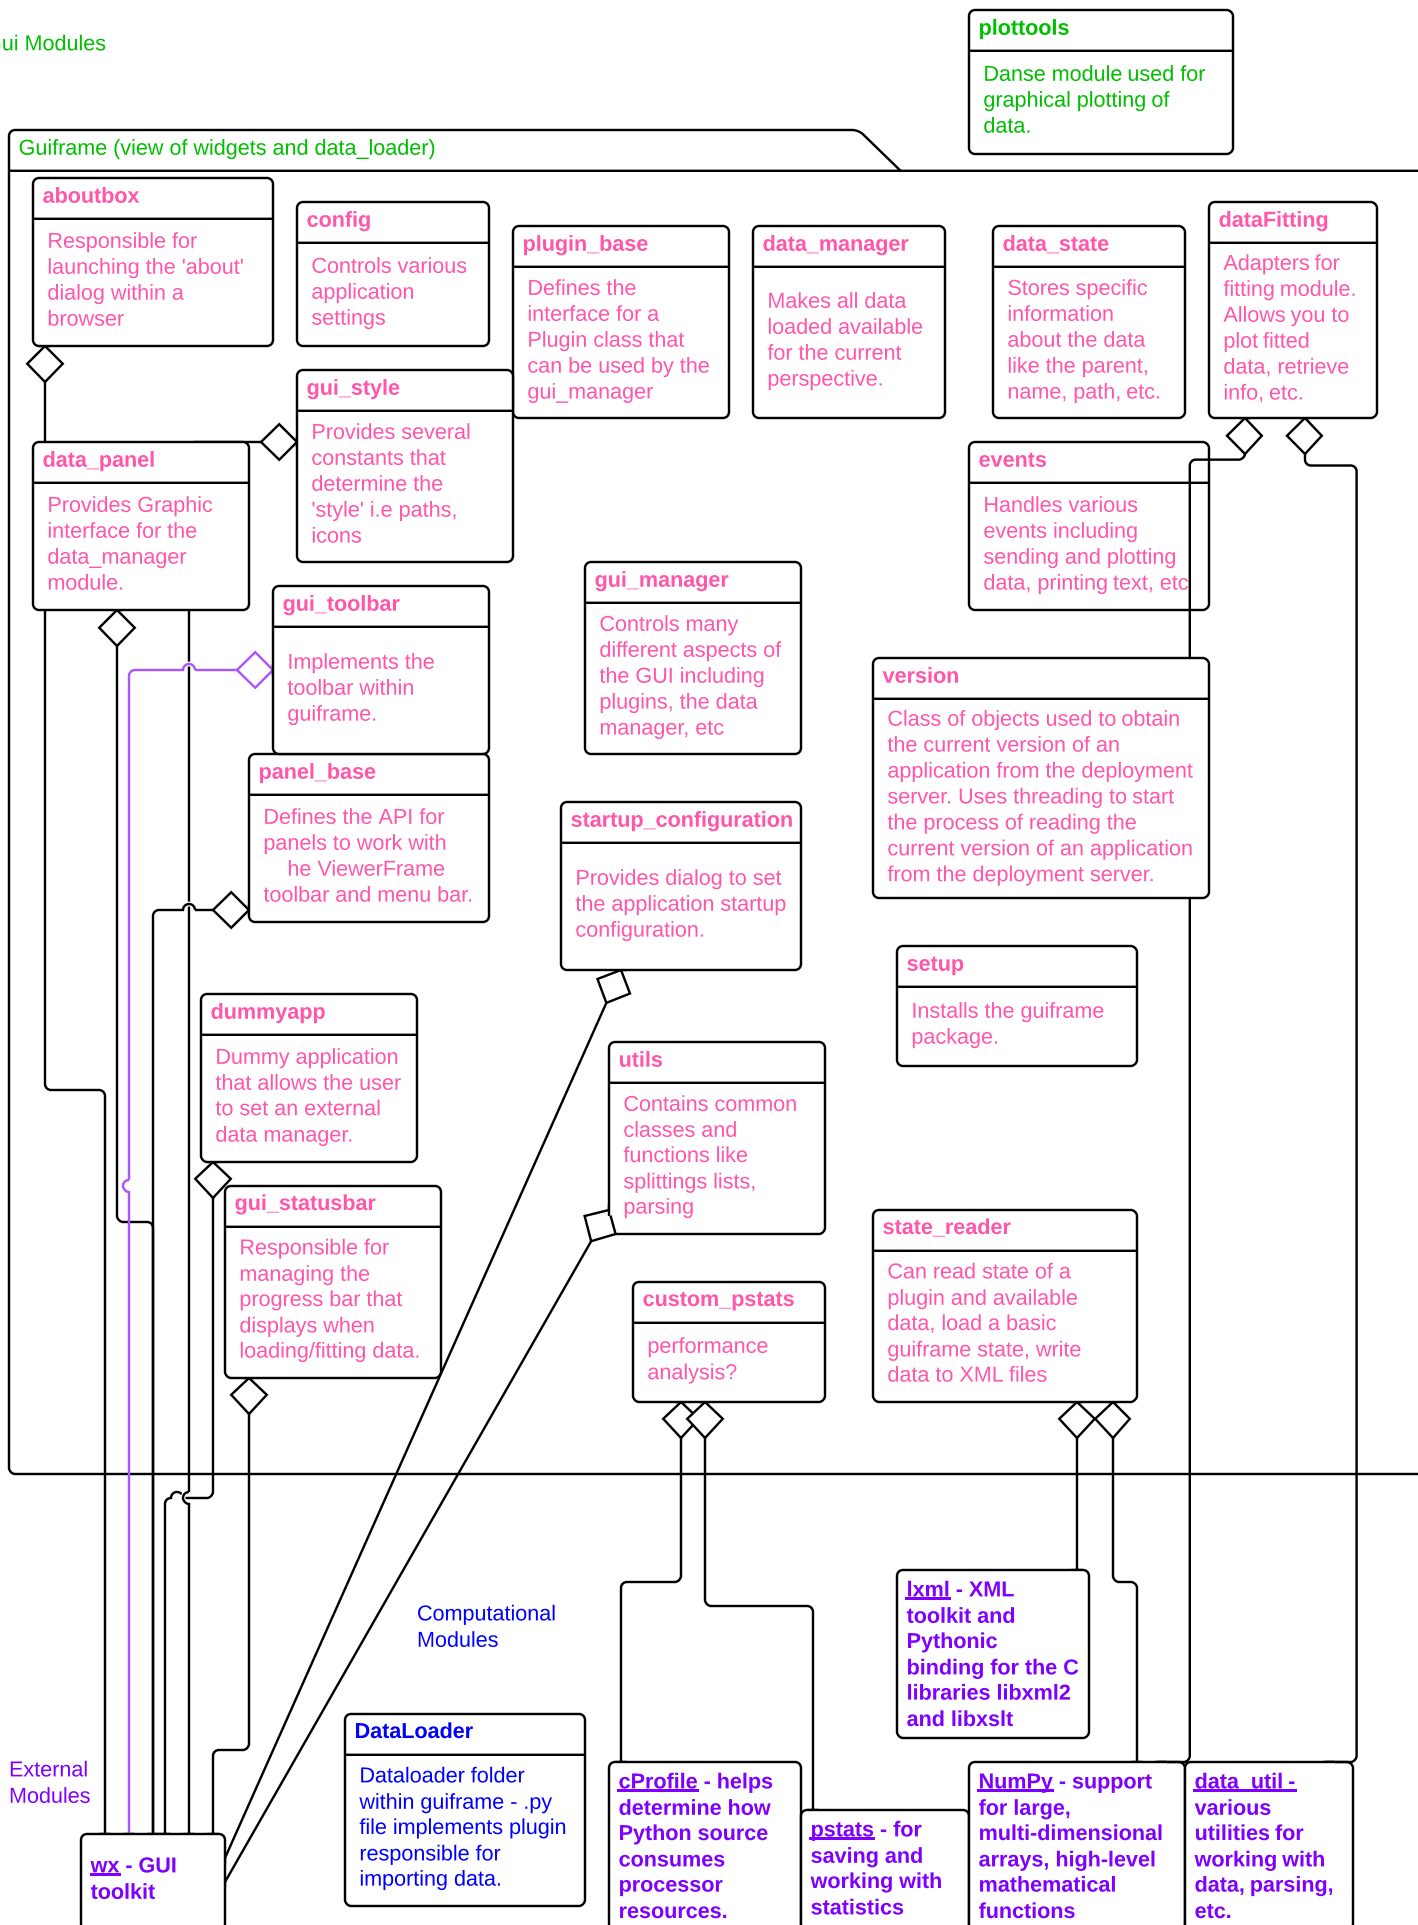 ui Modules
plottools
Danse module used for
graphical plotting of
data.
Guiframe (view of widgets and data_loader)
aboutbox
Responsible for
launching the 'about'
dialog within a
browser
config
Controls various
application
settings
plugin_base
Defines the
interface for a
Plugin class that
can be used by the
gui_manager
data_manager
Makes all data
loaded available
for the current
perspective.
data_state
Stores specific
information
about the data
like the parent,
name, path, etc.
dataFitting
Adapters for
fitting module.
Allows you to
plot fitted
data, retrieve
info, etc.
gui_style
Provides several
constants that
determine the
'style' i.e paths,
icons
data_panel
Provides Graphic
interface for the
data_manager
module.
events
Handles various
events including
sending and plotting
data, printing text, etc
gui_toolbar
Implements the
toolbar within
guiframe.
gui_manager
Controls many
different aspects of
the GUI including
plugins, the data
manager, etc
version
Class of objects used to obtain
the current version of an
application from the deployment
server. Uses threading to start
the process of reading the
current version of an application
from the deployment server.
panel_base
Defines the API for
panels to work with
he ViewerFrame
toolbar and menu bar.
startup_configuration
Provides dialog to set
the application startup
configuration.
setup
Installs the guiframe
package.
dummyapp
Dummy application
that allows the user
to set an external
data manager.
utils
Contains common
classes and
functions like
splittings lists,
parsing
gui_statusbar
Responsible for
managing the
progress bar that
displays when
loading/fitting data.
state_reader
Can read state of a
plugin and available
data, load a basic
guiframe state, write
data to XML files
custom_pstats
performance
analysis?
Computational
Modules
lxml - XML
toolkit and
Pythonic
binding for the C
libraries libxml2
and libxslt
DataLoader
Dataloader folder
within guiframe - .py
file implements plugin
responsible for
importing data.
External
Modules
wx - GUI
toolkit
cProfile - helps
determine how
Python source
consumes
processor
resources.
pstats - for
saving and
working with
statistics
NumPy - support
for large,
multi-dimensional
arrays, high-level
mathematical
functions
data_util -
various
utilities for
working with
data, parsing,
etc.